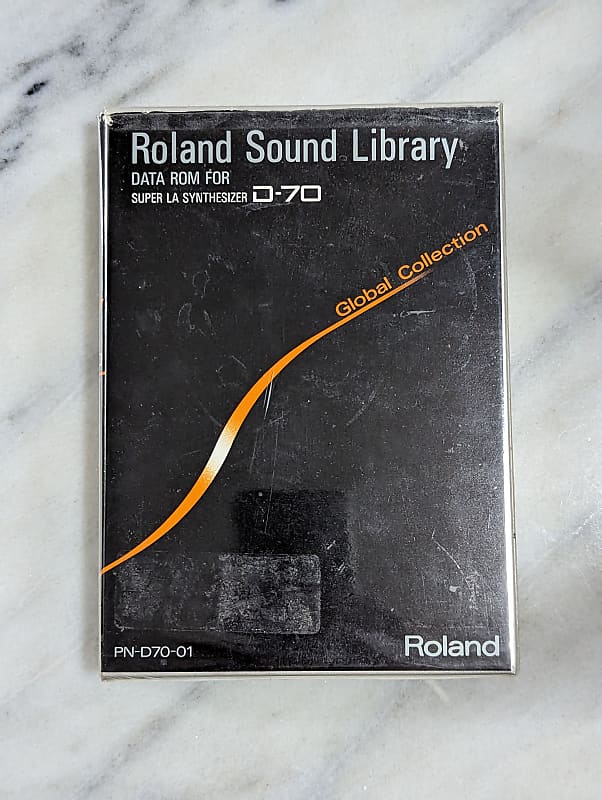 Roland Sound Library
DATA ROM FOR
SUPER LA SYNTHESIZER D-70
Global Collection
PN-D70-01
Roland